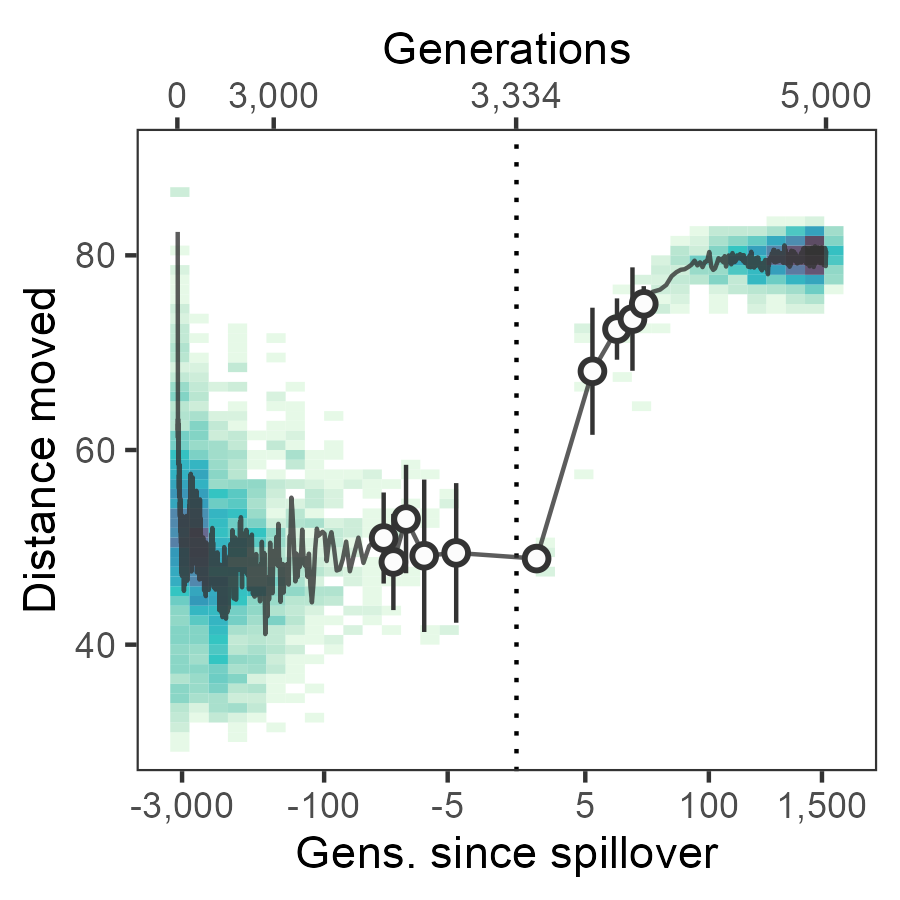 Generations
0 3,000 3,334 5,000
80
60
40
Distance moved
-3,000 -100 -5 5 100 1,500
Gens. since spillover